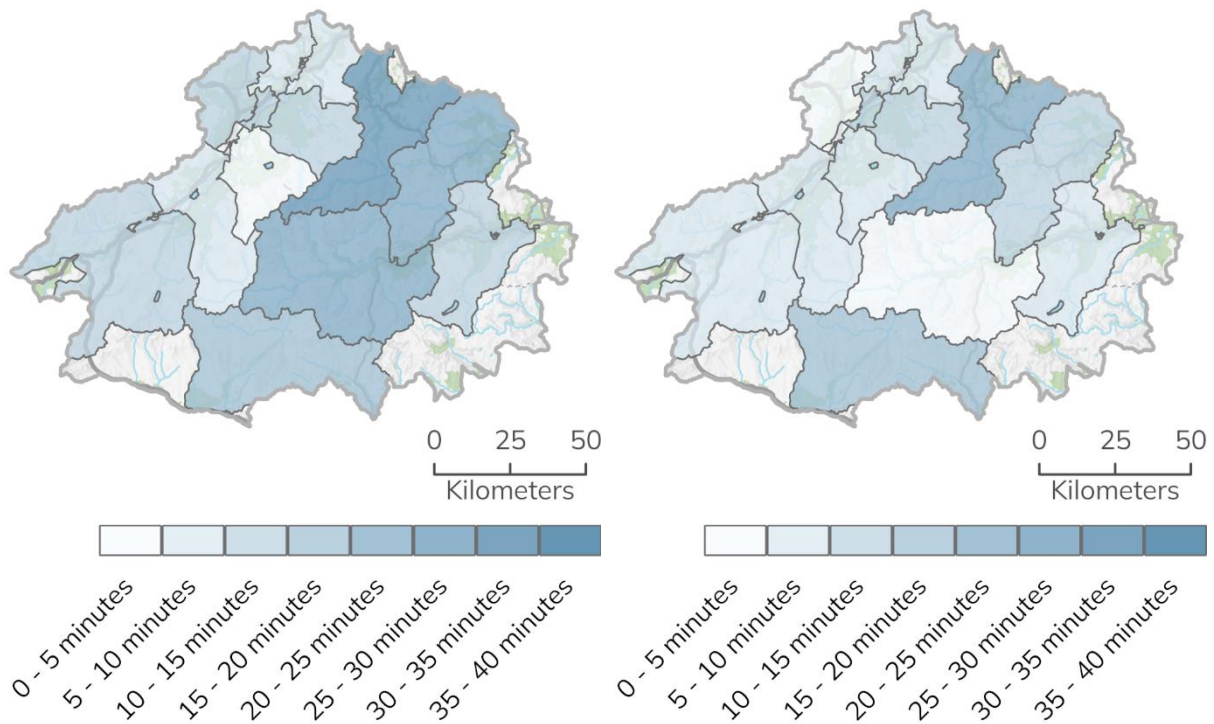 0 25 50
Kilometers
0 25 50
Kilometers
0 - 5 minutes
5 - 10 minutes
10 - 15 minutes
15 - 20 minutes
20 - 25 minutes
25 - 30 minutes
30 - 35 minutes
35 - 40 minutes
0 - 5 minutes
5 - 10 minutes
10 - 15 minutes
15 - 20 minutes
20 - 25 minutes
25 - 30 minutes
30 - 35 minutes
35 - 40 minutes